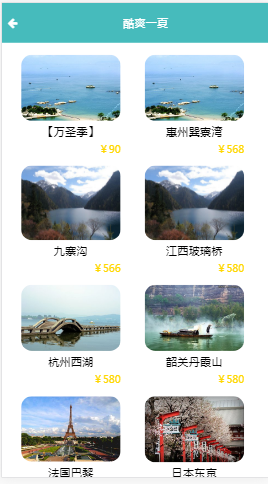 酷爽一夏
【万圣季】 惠州巽寮湾
￥90 ￥568
九寨沟 江西玻璃桥
￥566 ￥580
杭州西湖 韶关丹霞山
￥580 ￥580
法国巴黎 日本东京